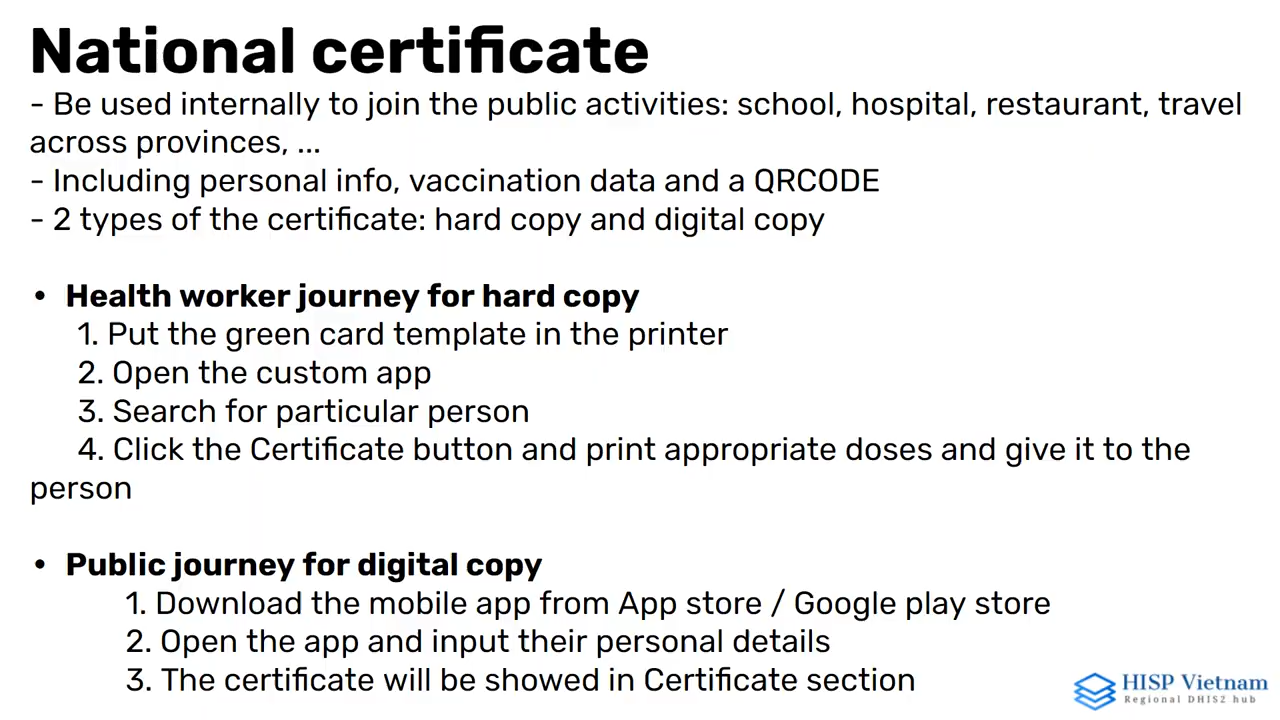 National certificate
- Be used internally to join the public activities: school, hospital, restaurant, travel
across provinces, ...
- Including personal info, vaccination data and a QRCODE
- 2 types of the certificate: hard copy and digital copy
• Health worker journey for hard copy
1. Put the green card template in the printer
2. Open the custom app
3. Search for particular person
4. Click the Certificate button and print appropriate doses and give it to the
person
• Public journey for digital copy
1. Download the mobile app from App store / Google play store
2. Open the app and input their personal details
3. The certificate will be showed in Certificate section
HISP Vietnam
Regional DHIS2 hub